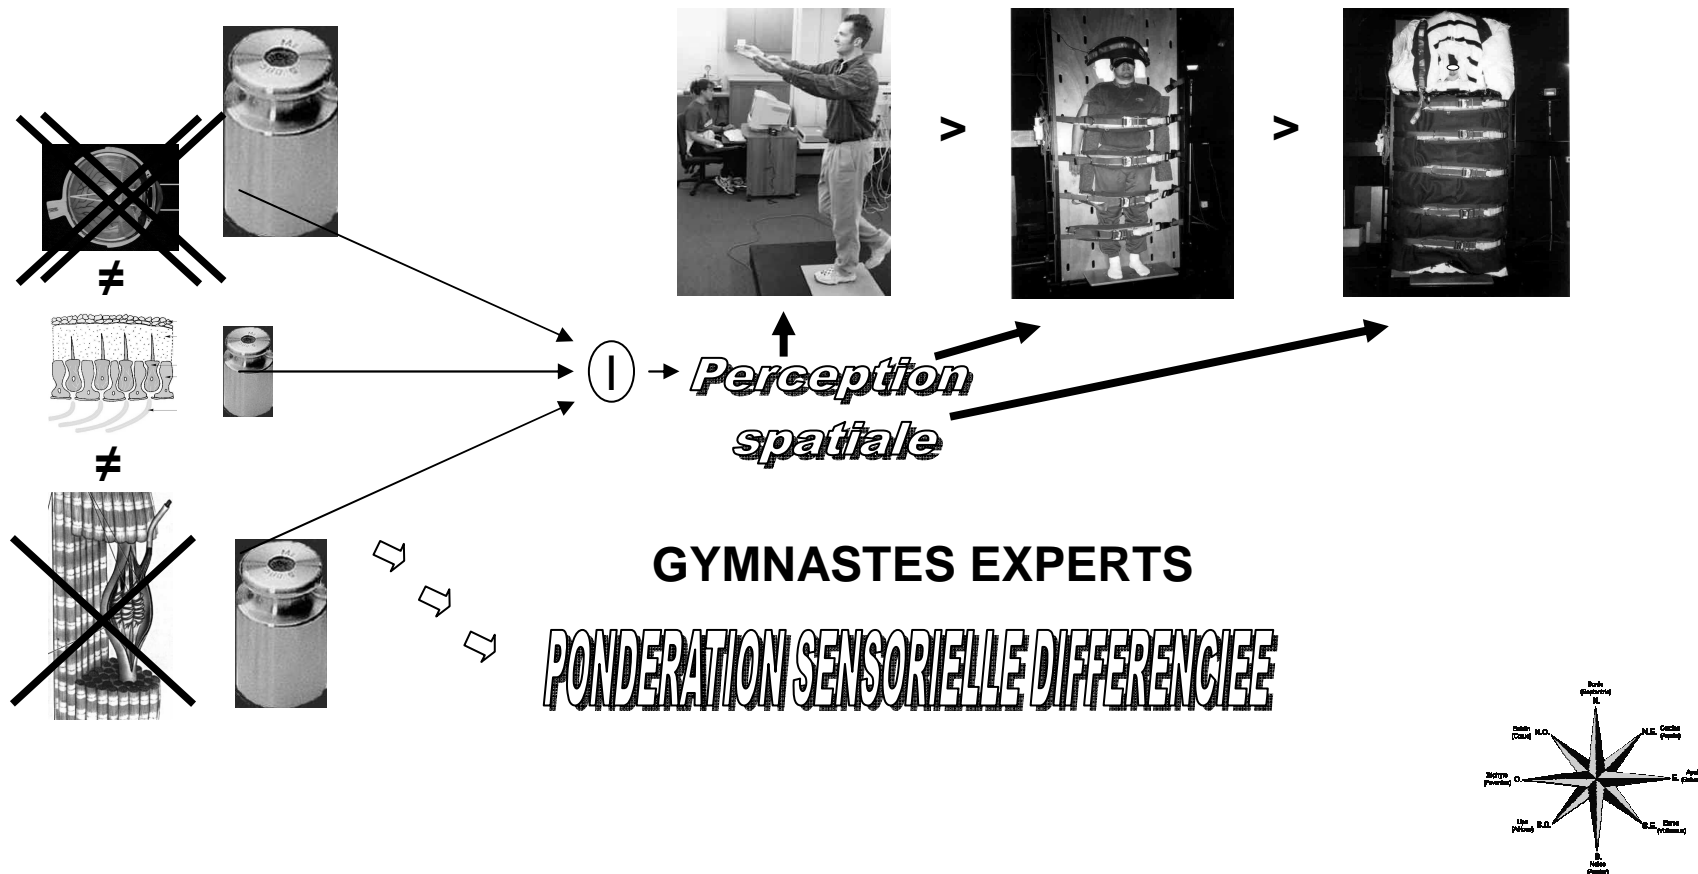 >
>
≠
≠
I
Perception
spatiale
GYMNASTES EXPERTS
PONDERATION SENSORIELLE DIFFERENCIEE
N.
N.O.
N.E.
O.
E.
S.O.
S.E.
S.